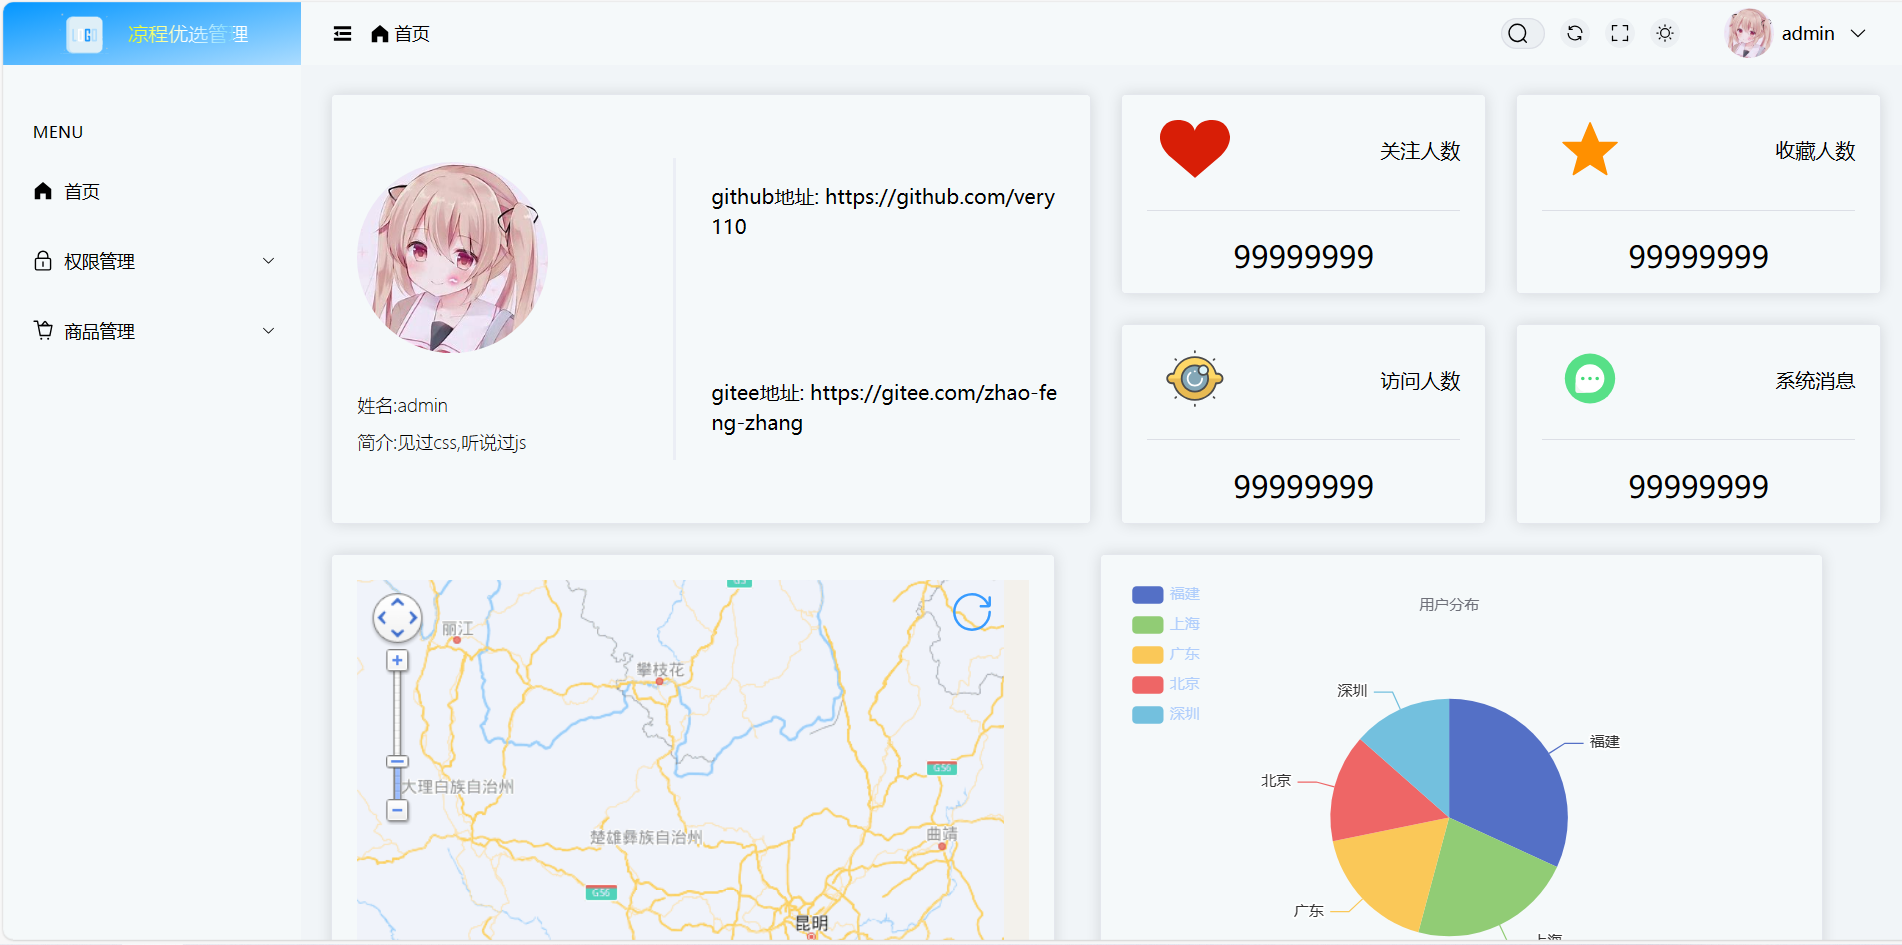 LOGO
凉程优选管理
首页
admin
MENU
首页
权限管理
商品管理
姓名:admin
简介:见过css,听说过js
github地址: https://github.com/very
110
gitee地址: https://gitee.com/zhao-fe
ng-zhang
关注人数
99999999
收藏人数
99999999
访问人数
99999999
系统消息
99999999
丽江
攀枝花
G56
大理白族自治州
楚雄彝族自治州
曲靖
G56
昆明
福建
上海
广东
北京
深圳
用户分布
深圳
福建
北京
广东
上海